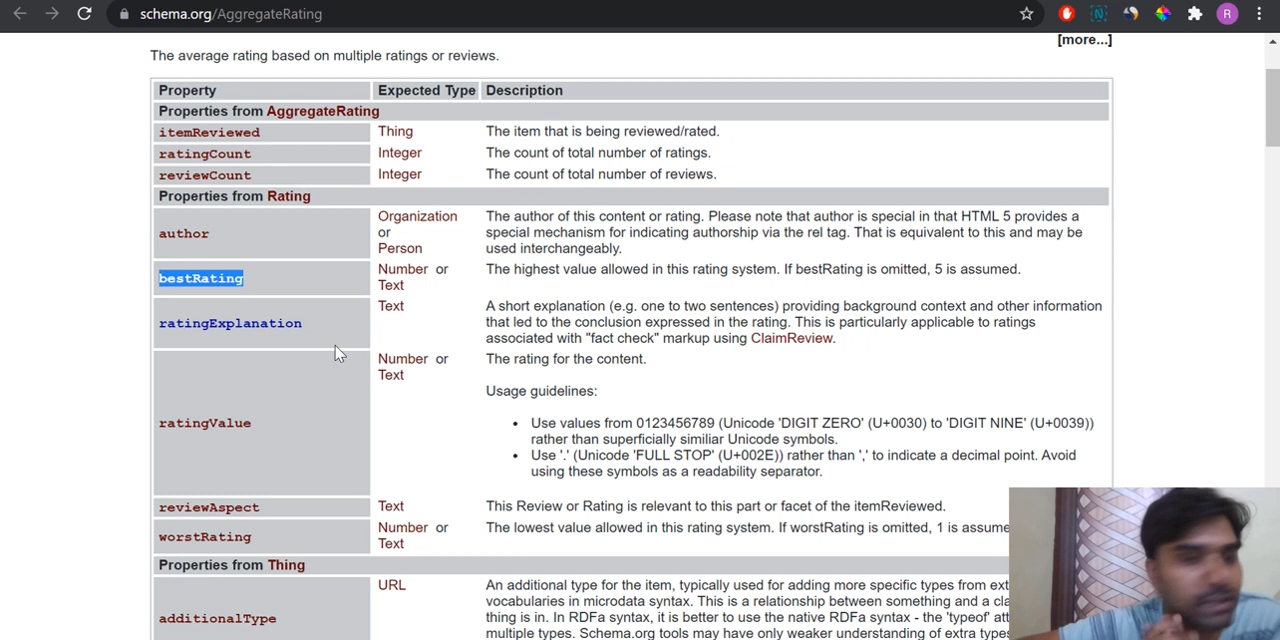 schema.org/AggregateRating
R
[more...]
The average rating based on multiple ratings or reviews.
Property Expected Type Description
Properties from AggregateRating
itemReviewed Thing The item that is being reviewed/rated.
ratingCount Integer The count of total number of ratings.
reviewCount Integer The count of total number of reviews.
Properties from Rating
author Organization or Person The author of this content or rating. Please note that author is special in that HTML 5 provides a
special mechanism for indicating authorship via the rel tag. That is equivalent to this and may be
used interchangeably.
bestRating Number or Text The highest value allowed in this rating system. If bestRating is omitted, 5 is assumed.
ratingExplanation Text A short explanation (e.g. one to two sentences) providing background context and other information
that led to the conclusion expressed in the rating. This is particularly applicable to ratings
associated with "fact check" markup using ClaimReview.
ratingValue Number or Text The rating for the content.
Usage guidelines:
• Use values from 0123456789 (Unicode 'DIGIT ZERO' (U+0030) to 'DIGIT NINE' (U+0039))
rather than superficially similiar Unicode symbols.
• Use '.' (Unicode 'FULL STOP' (U+002E)) rather than ',' to indicate a decimal point. Avoid
using these symbols as a readability separator.
reviewAspect Text This Review or Rating is relevant to this part or facet of the itemReviewed.
worstRating Number or Text The lowest value allowed in this rating system. If worstRating is omitted, 1 is assume
Properties from Thing
additionalType URL An additional type for the item, typically used for adding more specific types from ext
vocabularies in microdata syntax. This is a relationship between something and a cla
thing is in. In RDFa syntax, it is better to use the native RDFa syntax - the 'typeof' at
multiple types. Schema.org tools may have only weaker understanding of extra types